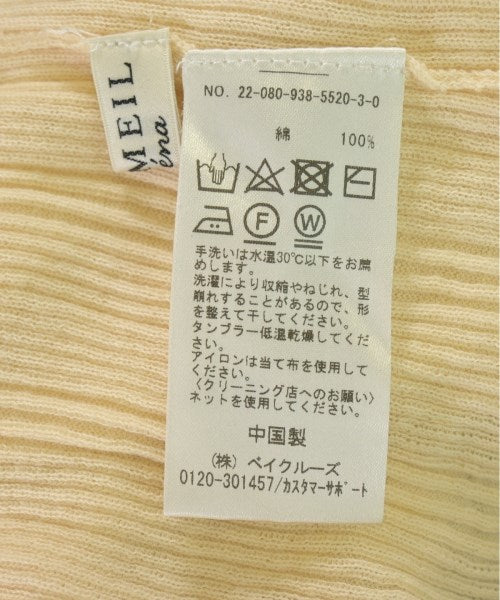 MEIL
éna
NO. 22-080-938-5520-3-0
綿 100%
F W
手洗いは水温30℃以下をお薦
めします。
洗濯により収縮やねじれ、型
崩れすることがあるので、形
を整えて干してください。
タンブラー低温乾燥してくだ
さい。
アイロンは当て布を使用して
ください。
〈クリーニング店へのお願い〉
ネットを使用してください。
中国製
(株) ベイクルーズ
0120-301457/カスタマーサポート